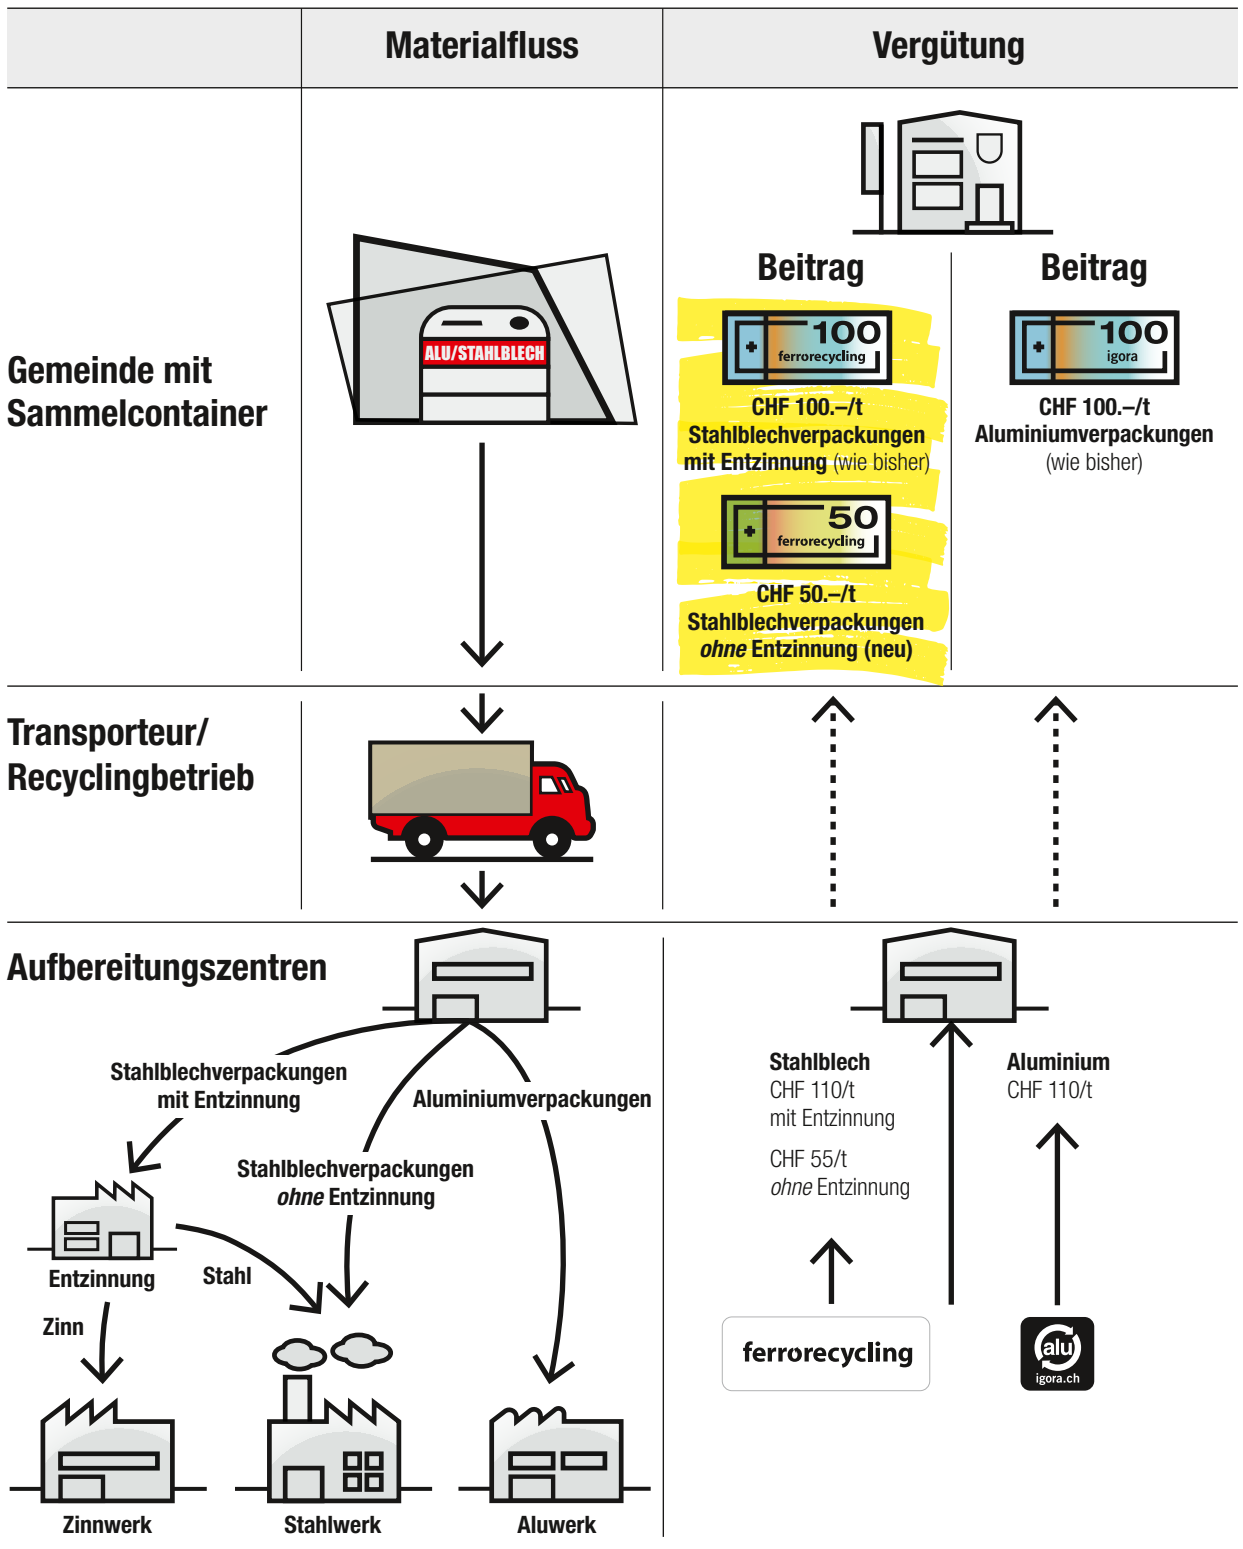 Materialfluss
Vergütung
Gemeinde mit
Sammelcontainer
ALU/STAHLBLECH
Beitrag
100
ferrorecycling
CHF 100.–/t
Stahlblechverpackungen
mit Entzinnung (wie bisher)
50
ferrorecycling
CHF 50.–/t
Stahlblechverpackungen
ohne Entzinnung (neu)
Beitrag
100
igora
CHF 100.–/t
Aluminiumverpackungen
(wie bisher)
Transporteur/
Recyclingbetrieb
Aufbereitungszentren
Stahlblechverpackungen
mit Entzinnung
Aluminiumverpackungen
Stahlblechverpackungen
ohne Entzinnung
Entzinnung
Stahl
Zinn
Zinnwerk
Stahlwerk
Aluwerk
Stahlblech
CHF 110/t
mit Entzinnung
CHF 55/t
ohne Entzinnung
Aluminium
CHF 110/t
ferrorecycling
alu
igora.ch